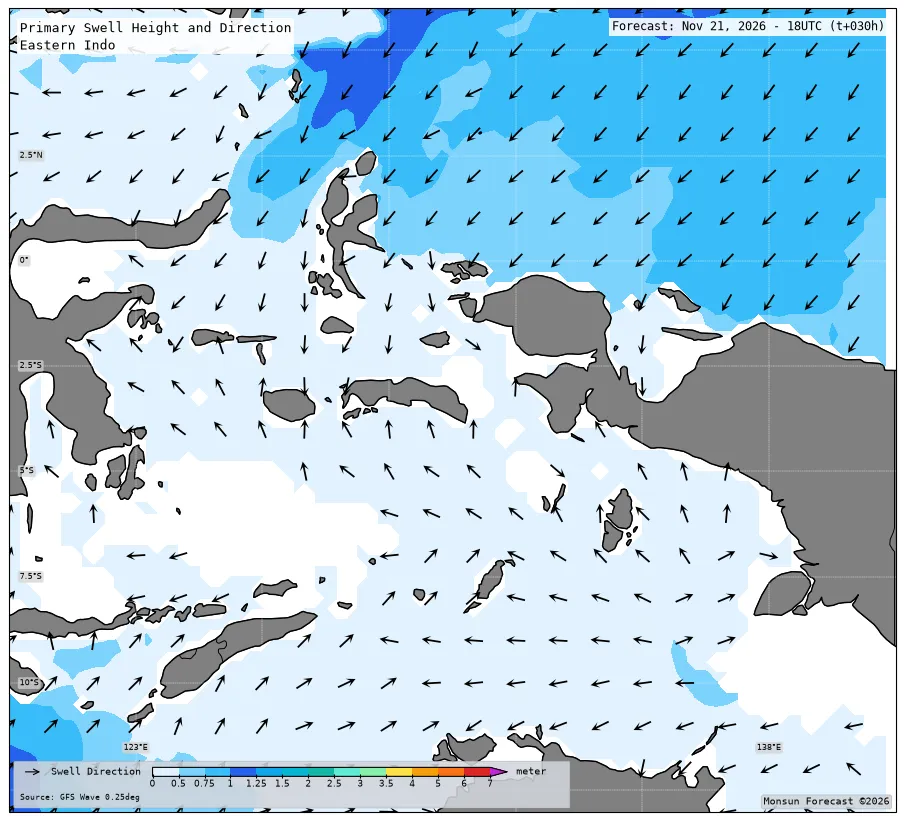 Primary Swell Height and Direction
Eastern Indo
Forecast: Nov 21, 2026 - 18UTC (t+030h)
2.5°N
0°
2.5°S
5°S
7.5°S
10°S
123°E
138°E
Swell Direction
0 0.5 0.75 1 1.25 1.5 2 2.5 3 3.5 4 5 6 7
meter
Source: GFS Wave 0.25deg
Monsun Forecast ©2026